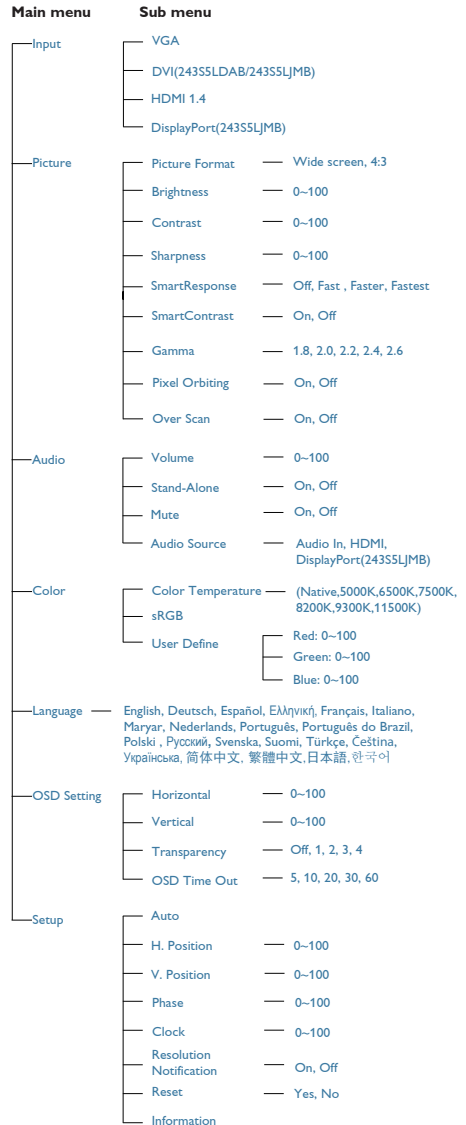 Main menu Sub menu
Input
VGA
DVI(243S5LDAB/243S5LJMB)
HDMI 1.4
DisplayPort(243S5LJMB)
Picture
Picture Format Wide screen, 4:3
Brightness 0~100
Contrast 0~100
Sharpness 0~100
SmartResponse Off, Fast , Faster, Fastest
SmartContrast On, Off
Gamma 1.8, 2.0, 2.2, 2.4, 2.6
Pixel Orbiting On, Off
Over Scan On, Off
Audio
Volume 0~100
Stand-Alone On, Off
Mute On, Off
Audio Source Audio In, HDMI,
DisplayPort(243S5LJMB)
Color
Color Temperature (Native,5000K,6500K,7500K,
8200K,9300K,11500K)
sRGB
User Define
Red: 0~100
Green: 0~100
Blue: 0~100
Language English, Deutsch, Español, Ελληνική, Français, Italiano,
Maryar, Nederlands, Português, Português do Brazil,
Polski , Русский, Svenska, Suomi, Türkçe, Čeština,
Українська, 简体中文, 繁體中文,日本語,한국어
OSD Setting
Horizontal 0~100
Vertical 0~100
Transparency Off, 1, 2, 3, 4
OSD Time Out 5, 10, 20, 30, 60
Setup
Auto
H. Position 0~100
V. Position 0~100
Phase 0~100
Clock 0~100
Resolution
Notification On, Off
Reset Yes, No
Information